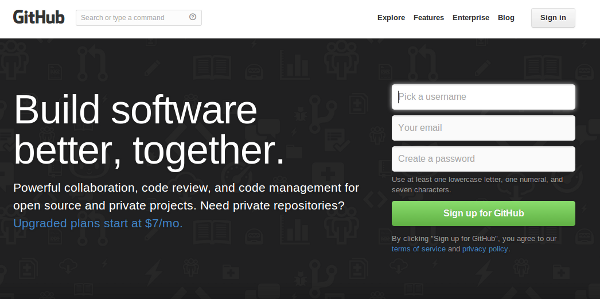 GitHub
Search or type a command
Explore Features Enterprise Blog
Sign in
Build software
better, together.
Powerful collaboration, code review, and code management for
open source and private projects. Need private repositories?
Upgraded plans start at $7/mo.
Pick a username
Your email
Create a password
Use at least one lowercase letter, one numeral, and
seven characters.
Sign up for GitHub
By clicking "Sign up for GitHub", you agree to our
terms of service and privacy policy.